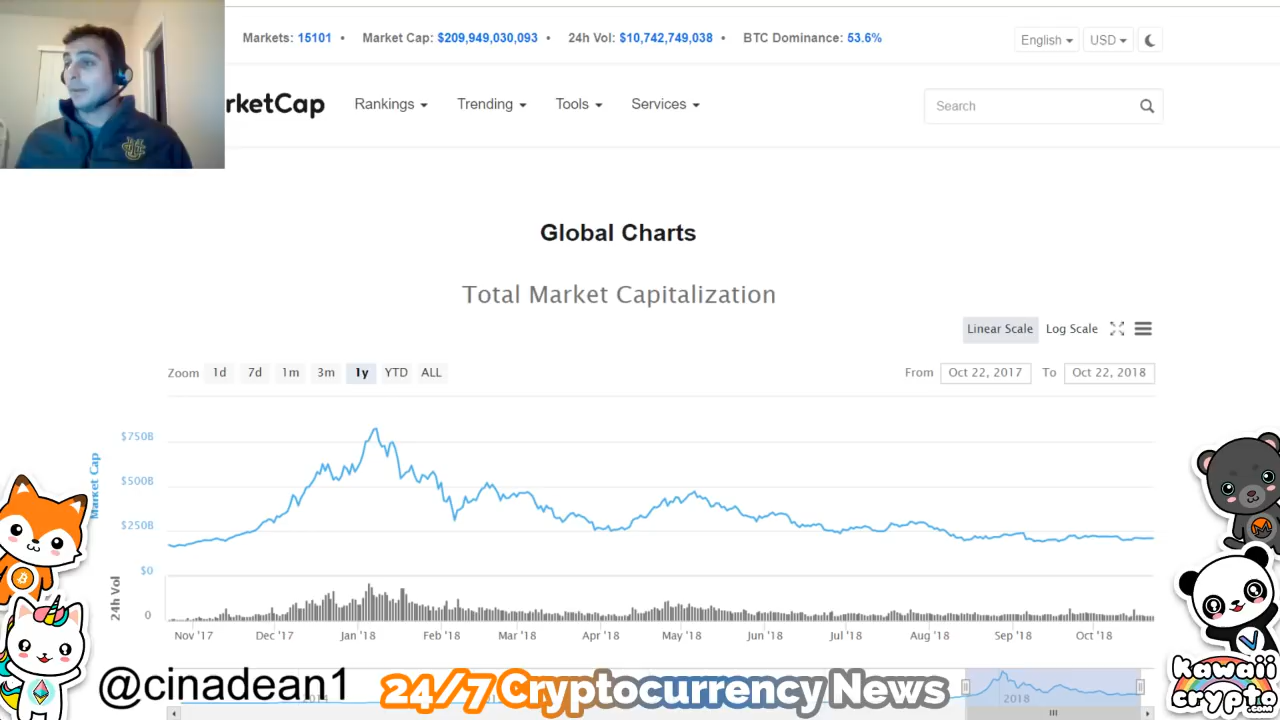 Markets: 15101 • Market Cap: $209,949,030,093 • 24h Vol: $10,742,749,038 • BTC Dominance: 53.6%
English USD
rketCap Rankings Trending Tools Services Search
Global Charts
Total Market Capitalization
Linear Scale Log Scale
Zoom 1d 7d 1m 3m 1y YTD ALL From Oct 22, 2017 To Oct 22, 2018
Market Cap
$750B
$500B
$250B
$0
24h Vol
0
Nov '17 Dec '17 Jan '18 Feb '18 Mar '18 Apr '18 May '18 Jun '18 Jul '18 Aug '18 Sep '18 Oct '18
2014 2018
@cinadean1
24/7 Cryptocurrency News
kawaii
crypto
.com